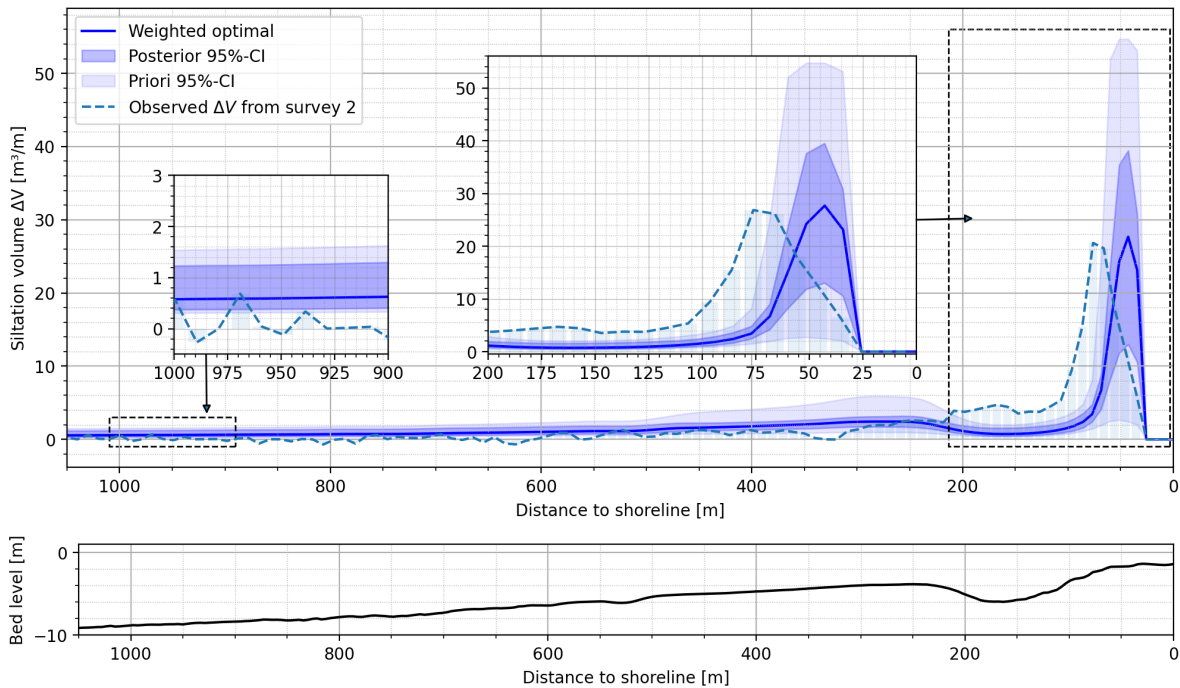 Weighted optimal
Posterior 95%-CI
Priori 95%-CI
Observed ΔV from survey 2
Siltation volume ΔV [m³/m]
50
40
30
20
10
0
3
2
1
0
1000 975 950 925 900
50
40
30
20
10
0
200 175 150 125 100 75 50 25 0
1000 800 600 400 200 0
Distance to shoreline [m]
Bed level [m]
0
−10
1000 800 600 400 200 0
Distance to shoreline [m]